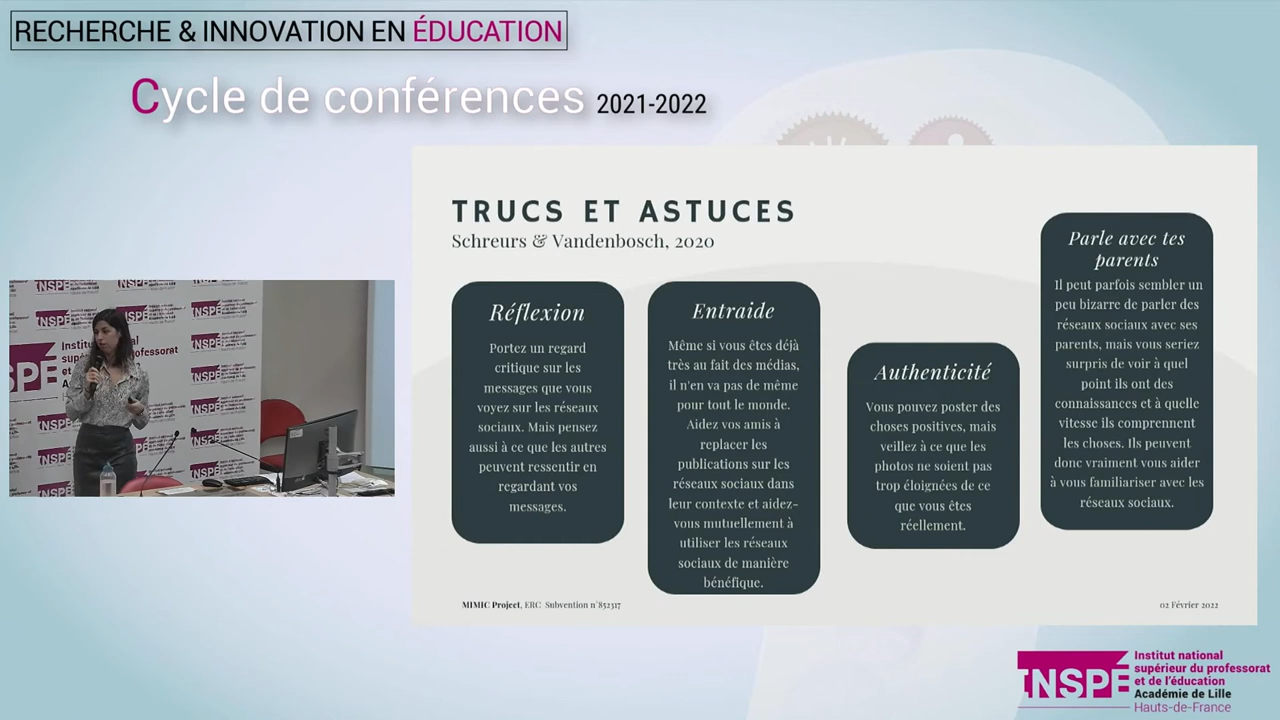 RECHERCHE & INNOVATION EN ÉDUCATION
Cycle de conférences 2021-2022
TRUCS ET ASTUCES
Schreurs & Vandenbosch, 2020
Réflexion
Portez un regard
critique sur les
messages que vous
voyez sur les réseaux
sociaux. Mais pensez
aussi à ce que les autres
peuvent ressentir en
regardant vos
messages.
Entraide
Même si vous êtes déjà
très au fait des médias,
il n'en va pas de même
pour tout le monde.
Aidez vos amis à
replacer les
publications sur les
réseaux sociaux dans
leur contexte et aidez-
vous mutuellement à
utiliser les réseaux
sociaux de manière
bénéfique.
Authenticité
Vous pouvez poster des
choses positives, mais
veillez à ce que les
photos ne soient pas
trop éloignées de ce
que vous êtes
réellement.
Parle avec tes
parents
Il peut parfois sembler un
peu bizarre de parler des
réseaux sociaux avec ses
parents, mais vous seriez
surpris de voir à quel
point ils ont des
connaissances et à quelle
vitesse ils comprennent
les choses. Ils peuvent
donc vraiment vous aider
à vous familiariser avec les
réseaux sociaux.
MIMIC Project, ERC Subvention n°852317
02 Février 2022
INSPÉ
Institut national
supérieur du professorat
et de l'éducation
Académie de Lille
Hauts-de-France